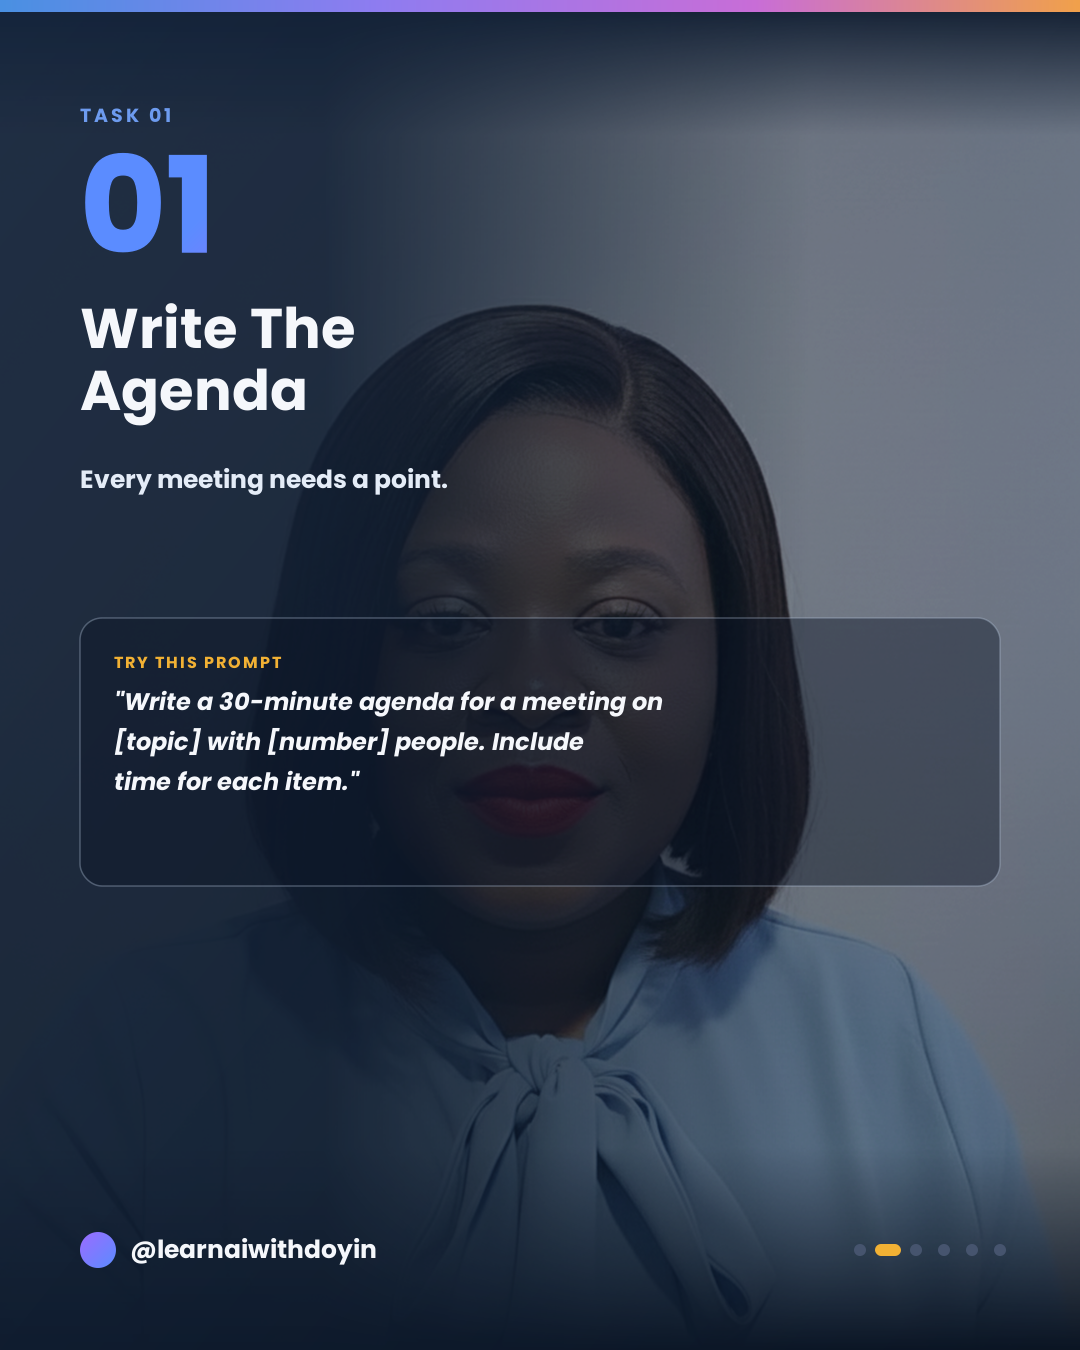 TASK 01
01
Write The
Agenda
Every meeting needs a point.
TRY THIS PROMPT
"Write a 30-minute agenda for a meeting on
[topic] with [number] people. Include
time for each item."
@learnaiwithdoyin